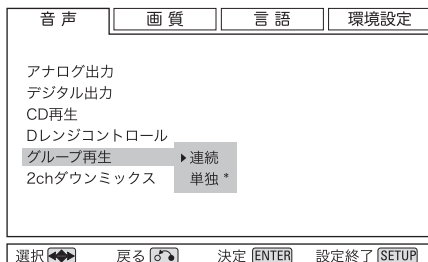 音声 画質 言語 環境設定
アナログ出力
デジタル出力
CD再生
Dレンジコントロール
グループ再生 ▶連続
2chダウンミックス 単独 *
選択 戻る 決定 ENTER 設定終了 SETUP